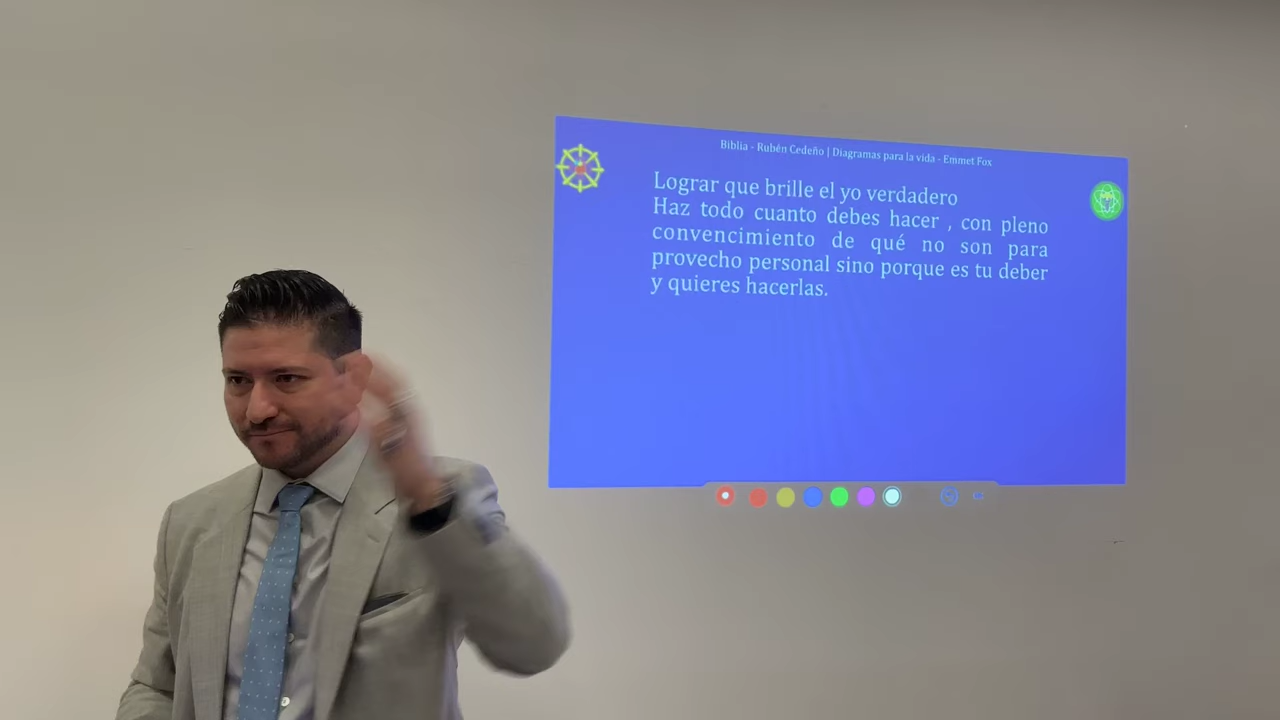 Biblia - Rubén Cedeño | Diagramas para la vida - Emmet Fox
Lograr que brille el yo verdadero
Haz todo cuanto debes hacer , con pleno
convencimiento de qué no son para
provecho personal sino porque es tu deber
y quieres hacerlas.